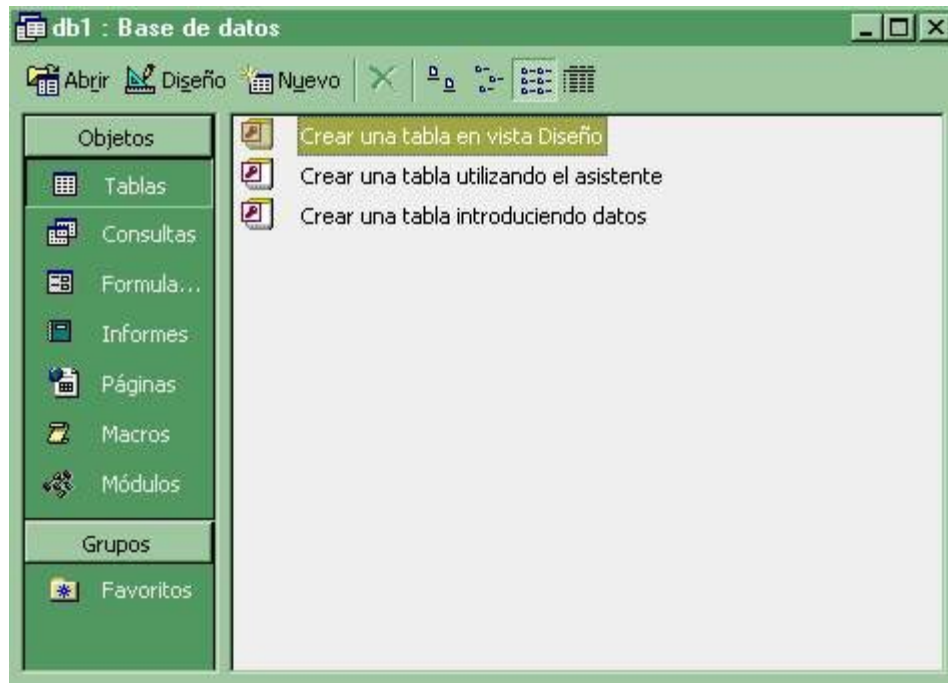 db1 : Base de datos
Abrir Diseño Nuevo
Objetos
Tablas
Consultas
Formula...
Informes
Páginas
Macros
Módulos
Grupos
Favoritos
Crear una tabla en vista Diseño
Crear una tabla utilizando el asistente
Crear una tabla introduciendo datos